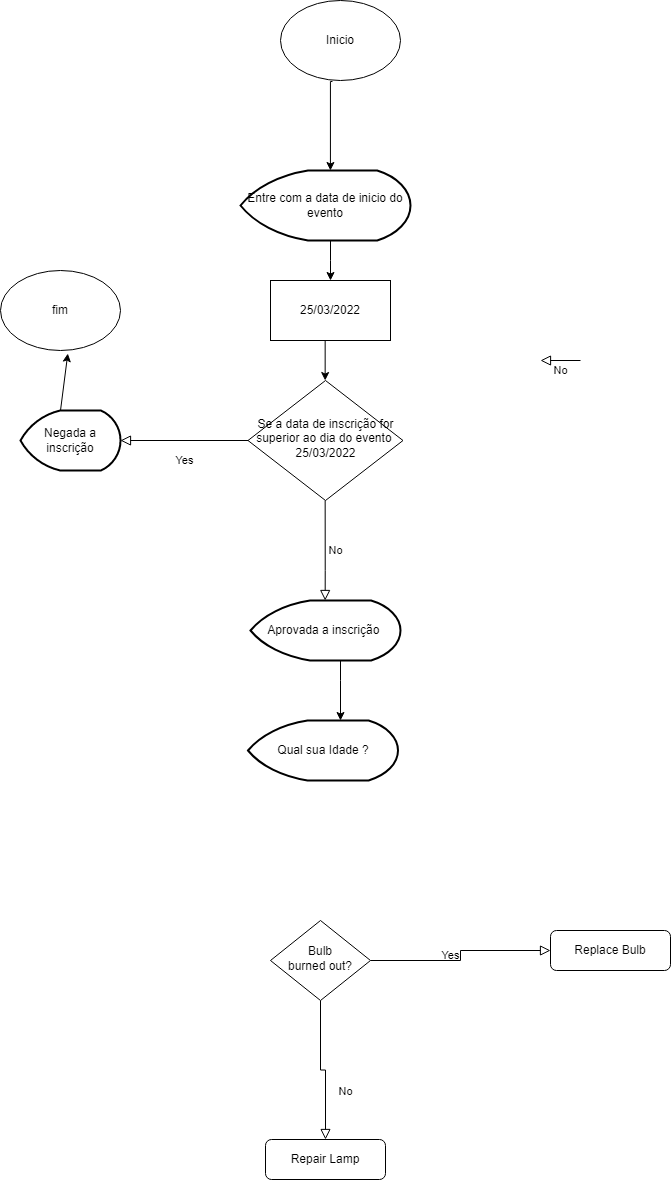 Inicio
Entre com a data de inicio do
evento
25/03/2022
fim
No
Se a data de inscrição for
superior ao dia do evento
25/03/2022
Negada a
inscrição
Yes
No
Aprovada a inscrição
Qual sua Idade ?
Bulb
burned out?
Yes
Replace Bulb
No
Repair Lamp